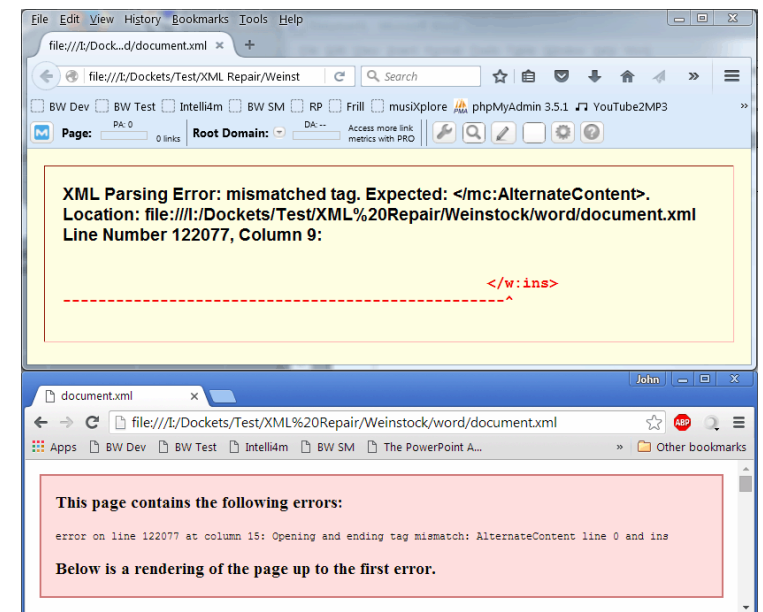 File Edit View History Bookmarks Tools Help
file:///I:/Dock...d/document.xml × +
file:///I:/Dockets/Test/XML Repair/Weinst Search
BW Dev BW Test Intelli4m BW SM RP Frill musiXplore phpMyAdmin 3.5.1 YouTube2MP3 »
Page: PA: 0 0 links Root Domain: DA: -- Access more link metrics with PRO
XML Parsing Error: mismatched tag. Expected: </mc:AlternateContent>.
Location: file:///I:/Dockets/Test/XML%20Repair/Weinstock/word/document.xml
Line Number 122077, Column 9:
</w:ins>
--------------------------------------------------^
John
document.xml ×
file:///I:/Dockets/Test/XML%20Repair/Weinstock/word/document.xml ABP
Apps BW Dev BW Test Intelli4m BW SM The PowerPoint A... » Other bookmarks
This page contains the following errors:
error on line 122077 at column 15: Opening and ending tag mismatch: AlternateContent line 0 and ins
Below is a rendering of the page up to the first error.